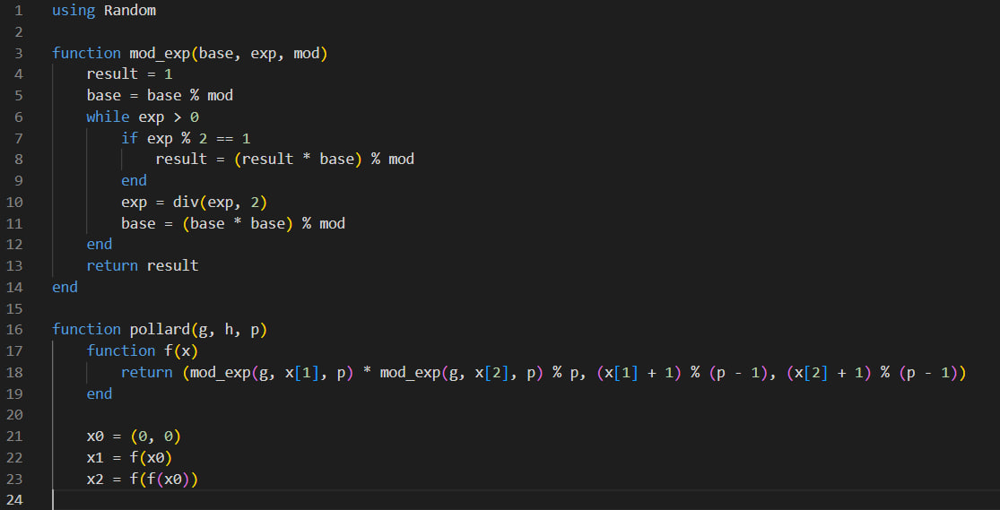 1 using Random
2
3 function mod_exp(base, exp, mod)
4     result = 1
5     base = base % mod
6     while exp > 0
7         if exp % 2 == 1
8             result = (result * base) % mod
9         end
10         exp = div(exp, 2)
11         base = (base * base) % mod
12     end
13     return result
14 end
15
16 function pollard(g, h, p)
17     function f(x)
18         return (mod_exp(g, x[1], p) * mod_exp(g, x[2], p) % p, (x[1] + 1) % (p - 1), (x[2] + 1) % (p - 1))
19     end
20
21     x0 = (0, 0)
22     x1 = f(x0)
23     x2 = f(f(x0))
24